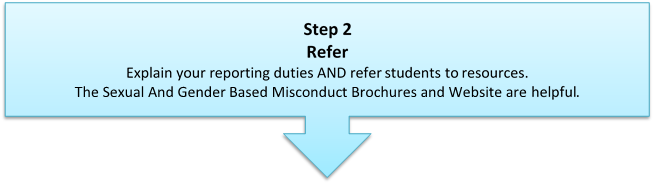 Step 2
Refer
Explain your reporting duties AND refer students to resources.
The Sexual And Gender Based Misconduct Brochures and Website are helpful.